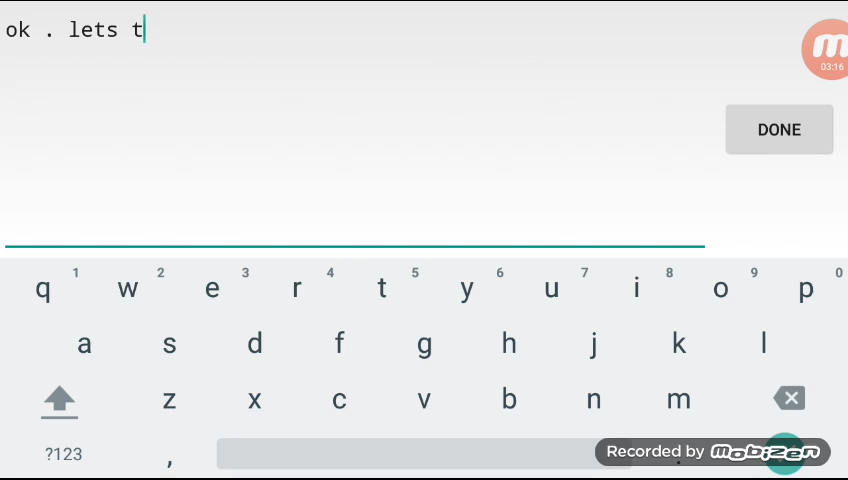 ok . lets t
03:16
DONE
1 2 3 4 5 6 7 8 9 0
q w e r t y u i o p
a s d f g h j k l
z x c v b n m
?123 , .
Recorded by mobizen